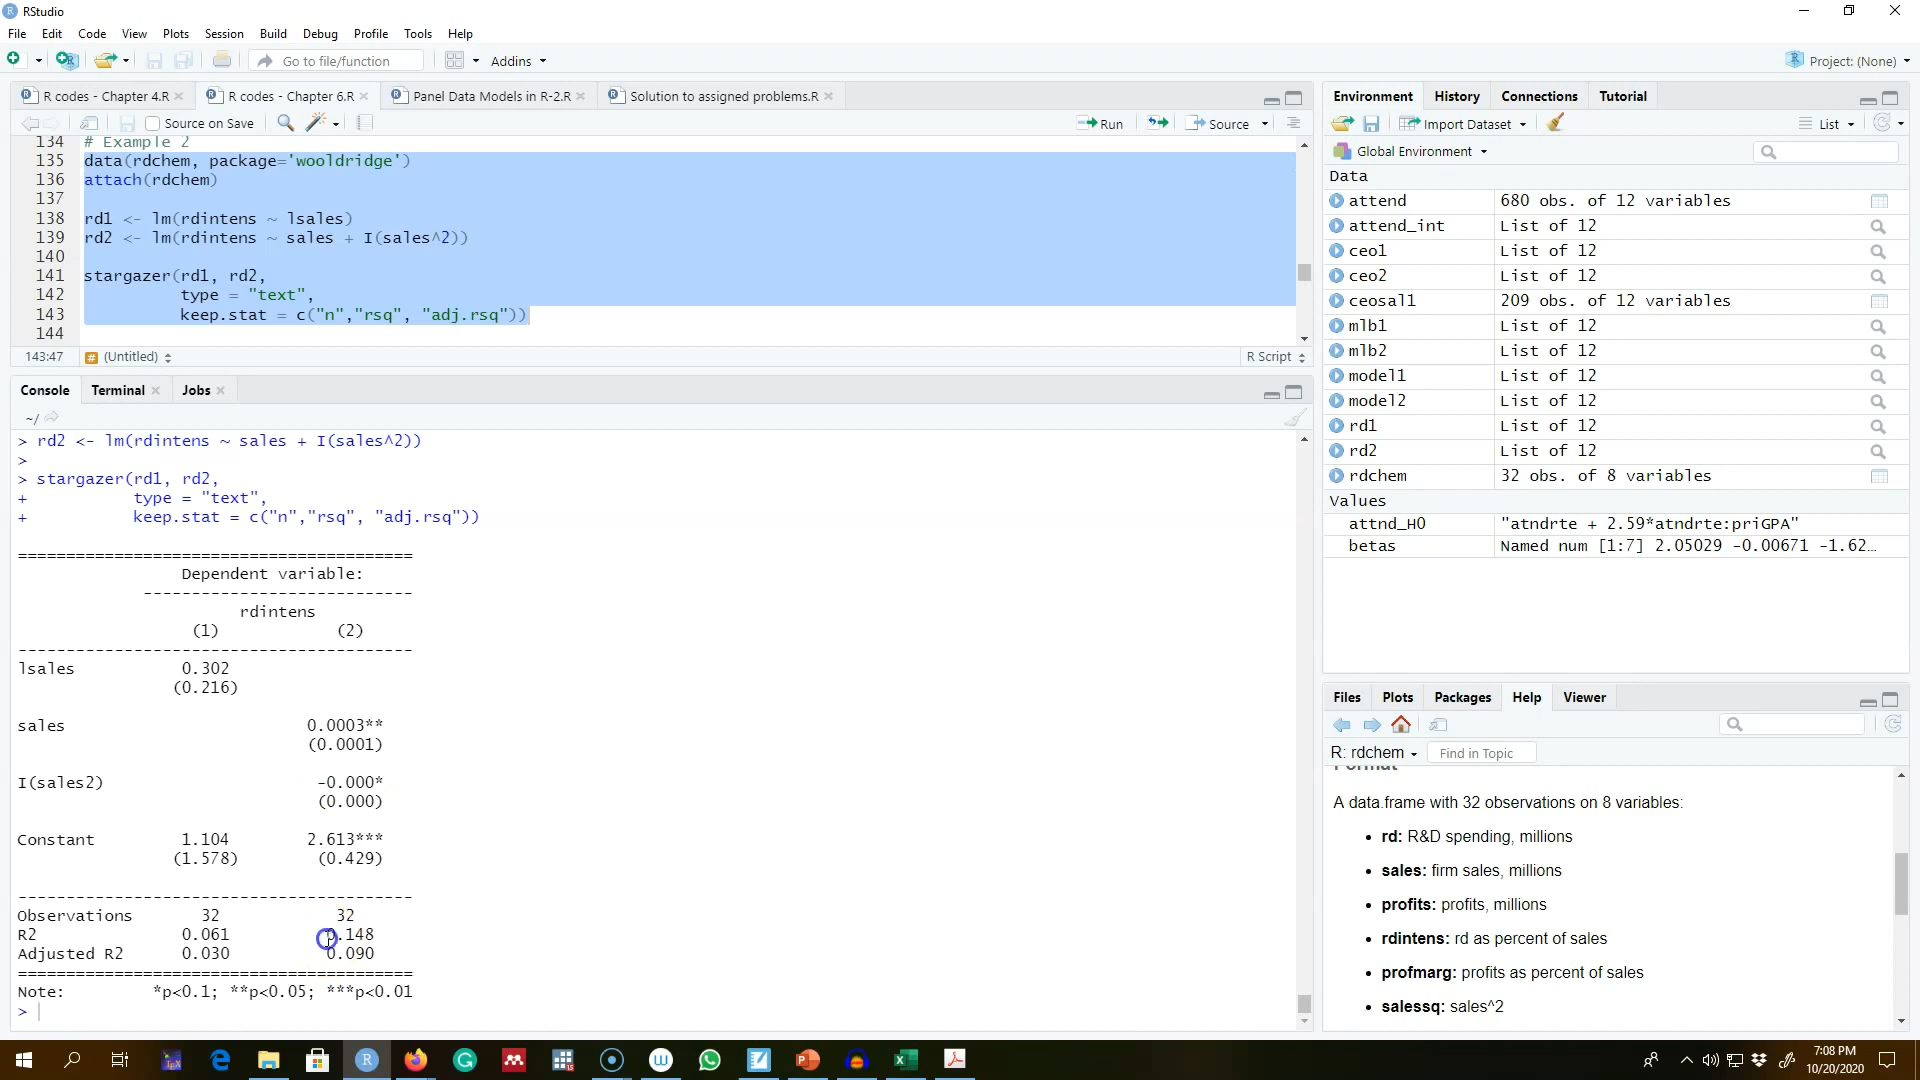 RStudio
File Edit Code View Plots Session Build Debug Profile Tools Help
Go to file/function Addins Project: (None)
R codes - Chapter 4.R R codes - Chapter 6.R Panel Data Models in R-2.R Solution to assigned problems.R
Source on Save Run Source
134 # Example 2
135 data(rdchem, package='wooldridge')
136 attach(rdchem)
137
138 rd1 <- lm(rdintens ~ lsales)
139 rd2 <- lm(rdintens ~ sales + I(sales^2))
140
141 stargazer(rd1, rd2,
142 type = "text",
143 keep.stat = c("n","rsq", "adj.rsq"))
144
143:47 (Untitled) R Script
Console Terminal Jobs
~/
> rd2 <- lm(rdintens ~ sales + I(sales^2))
>
> stargazer(rd1, rd2,
+ type = "text",
+ keep.stat = c("n","rsq", "adj.rsq"))
=========================================
Dependent variable:
----------------------------
rdintens
(1) (2)
-----------------------------------------
lsales 0.302
(0.216)
sales 0.0003**
(0.0001)
I(sales2) -0.000*
(0.000)
Constant 1.104 2.613***
(1.578) (0.429)
-----------------------------------------
Observations 32 32
R2 0.061 0.148
Adjusted R2 0.030 0.090
=========================================
Note: *p<0.1; **p<0.05; ***p<0.01
>
Environment History Connections Tutorial
Import Dataset List
Global Environment
Data
attend 680 obs. of 12 variables
attend_int List of 12
ceo1 List of 12
ceo2 List of 12
ceosal1 209 obs. of 12 variables
mlb1 List of 12
mlb2 List of 12
model1 List of 12
model2 List of 12
rd1 List of 12
rd2 List of 12
rdchem 32 obs. of 8 variables
Values
attnd_H0 "atndrte + 2.59*atndrte:priGPA"
betas Named num [1:7] 2.05029 -0.00671 -1.62…
Files Plots Packages Help Viewer
R: rdchem Find in Topic
Format
A data.frame with 32 observations on 8 variables:
• rd: R&D spending, millions
• sales: firm sales, millions
• profits: profits, millions
• rdintens: rd as percent of sales
• profmarg: profits as percent of sales
• salessq: sales^2
7:08 PM
10/20/2020